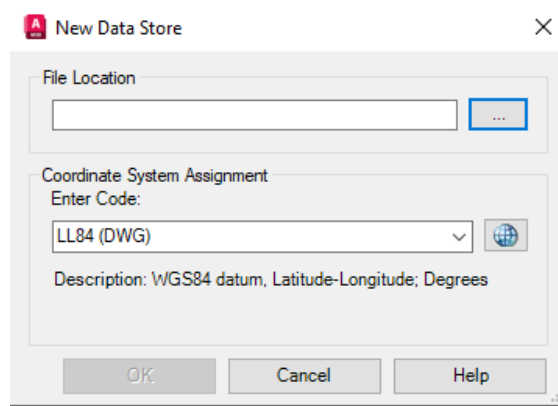 New Data Store
File Location
...
Coordinate System Assignment
Enter Code:
LL84 (DWG)
Description: WGS84 datum, Latitude-Longitude; Degrees
OK Cancel Help